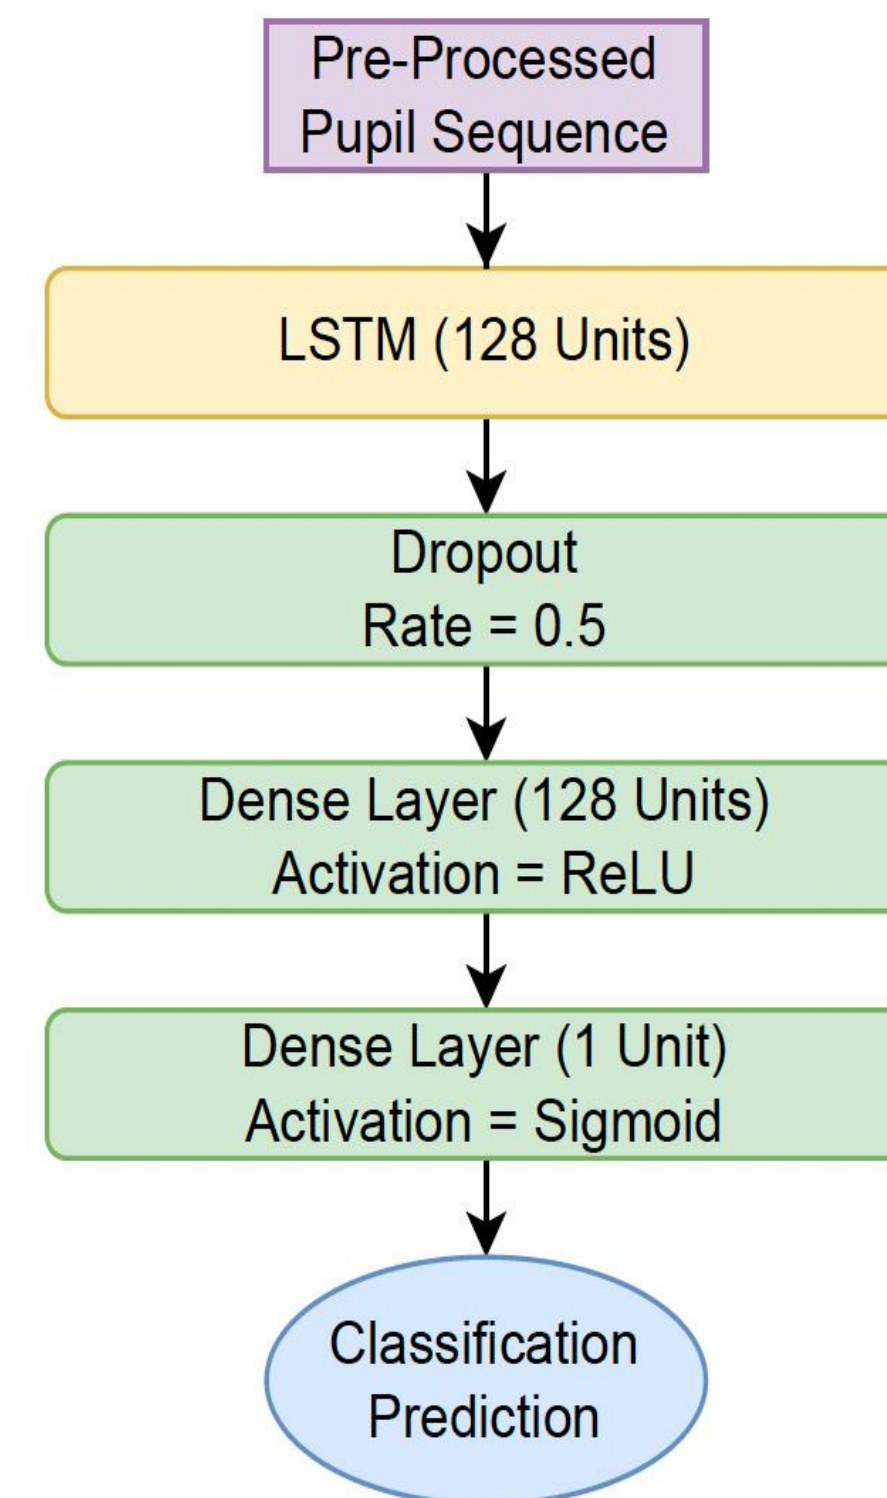 Pre-Processed
Pupil Sequence
LSTM (128 Units)
Dropout
Rate = 0.5
Dense Layer (128 Units)
Activation = ReLU
Dense Layer (1 Unit)
Activation = Sigmoid
Classification
Prediction